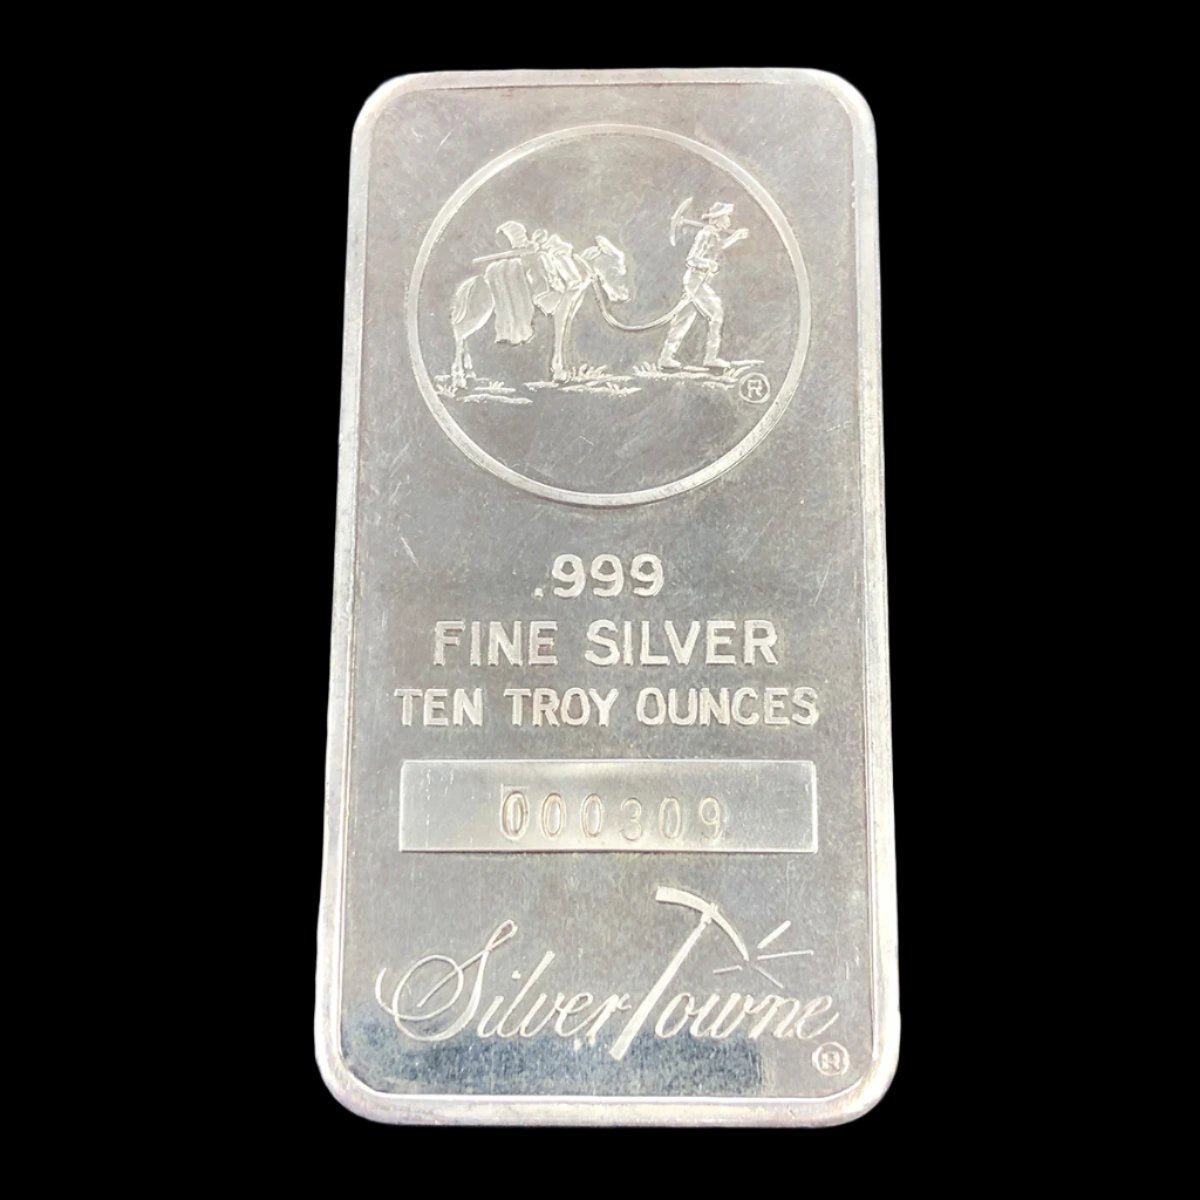 ®
.999
FINE SILVER
TEN TROY OUNCES
000309
SilverTowne
®